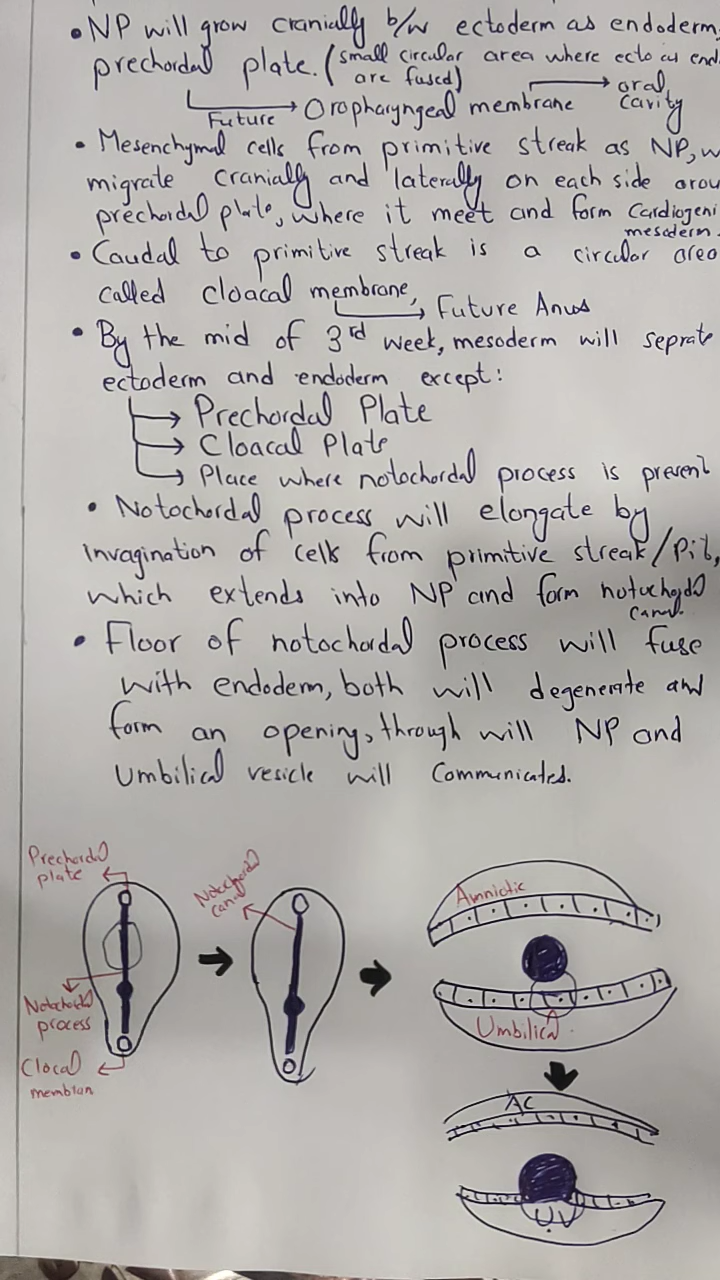 • NP will grow cranially b/w ectoderm as endoderm,
prechordal plate. (small circular area where ecto as end.
are fused)
Future → Oropharyngeal membrane → oral
cavity
• Mesenchymal cells from primitive streak as NP, w
migrate cranially and laterally on each side arou
prechordal plate, where it meet and form Cardiogeni
mesoderm.
• Caudal to primitive streak is a circular area
called cloacal membrane,
→ Future Anus
• By the mid of 3rd week, mesoderm will seprate
ectoderm and endoderm except:
→ Prechordal Plate
→ Cloacal Plate
→ Place where notochordal process is present
• Notochordal process will elongate by
invagination of cells from primitive streak/Pit,
which extends into NP and form notochordal
canal.
• Floor of notochordal process will fuse
with endoderm, both will degenerate and
form an opening, through will NP and
Umbilical vesicle will Communicates.
Prechordal
plate
Notochordal
process
Clocal
membran
Notochordal
canal
Amniotic
Umbilical
AC
UV